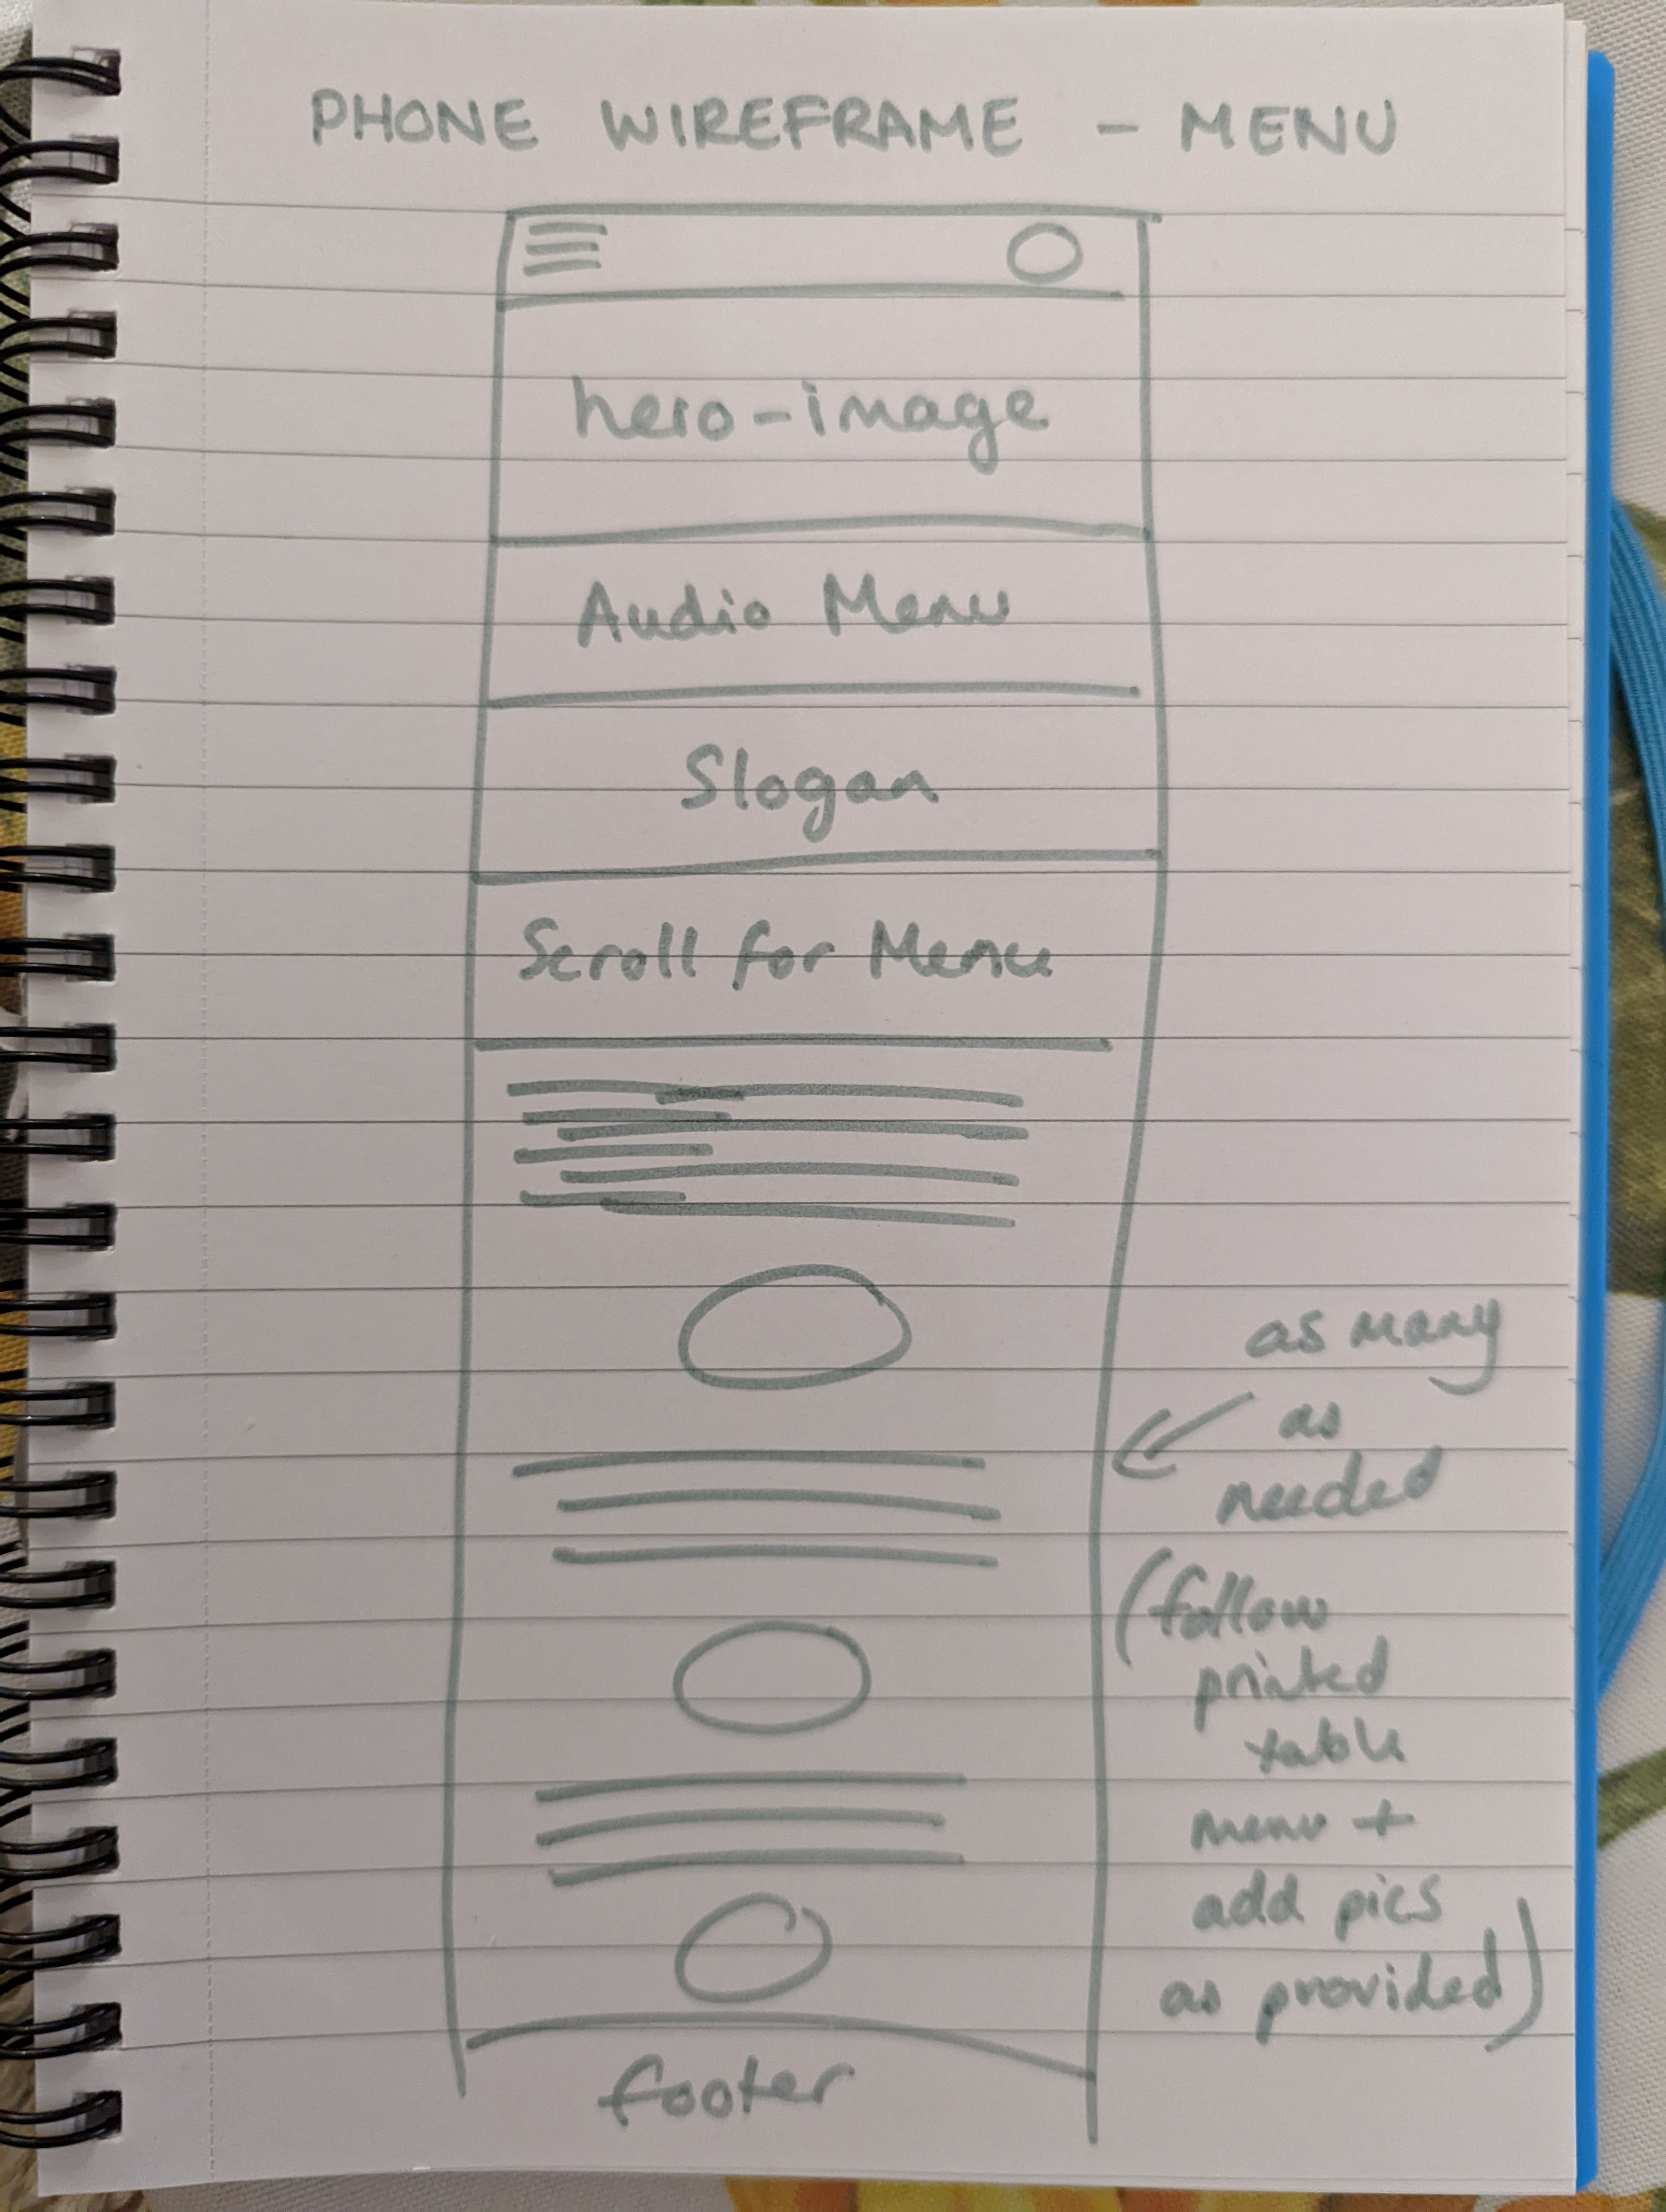 PHONE WIREFRAME - MENU
hero-image
Audio Menu
Slogan
Scroll for Menu
as many
as
needed
(follow
printed
table
menu +
add pics
as provided)
footer